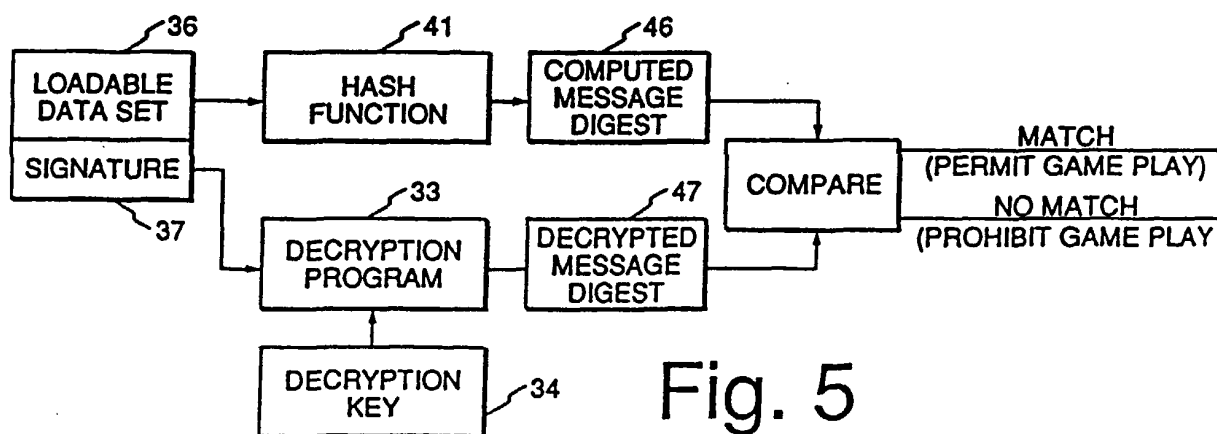 36
LOADABLE
DATA SET
SIGNATURE
37
41
HASH
FUNCTION
46
COMPUTED
MESSAGE
DIGEST
33
DECRYPTION
PROGRAM
47
DECRYPTED
MESSAGE
DIGEST
COMPARE
MATCH
(PERMIT GAME PLAY)
NO MATCH
(PROHIBIT GAME PLAY
DECRYPTION
KEY
34
Fig. 5